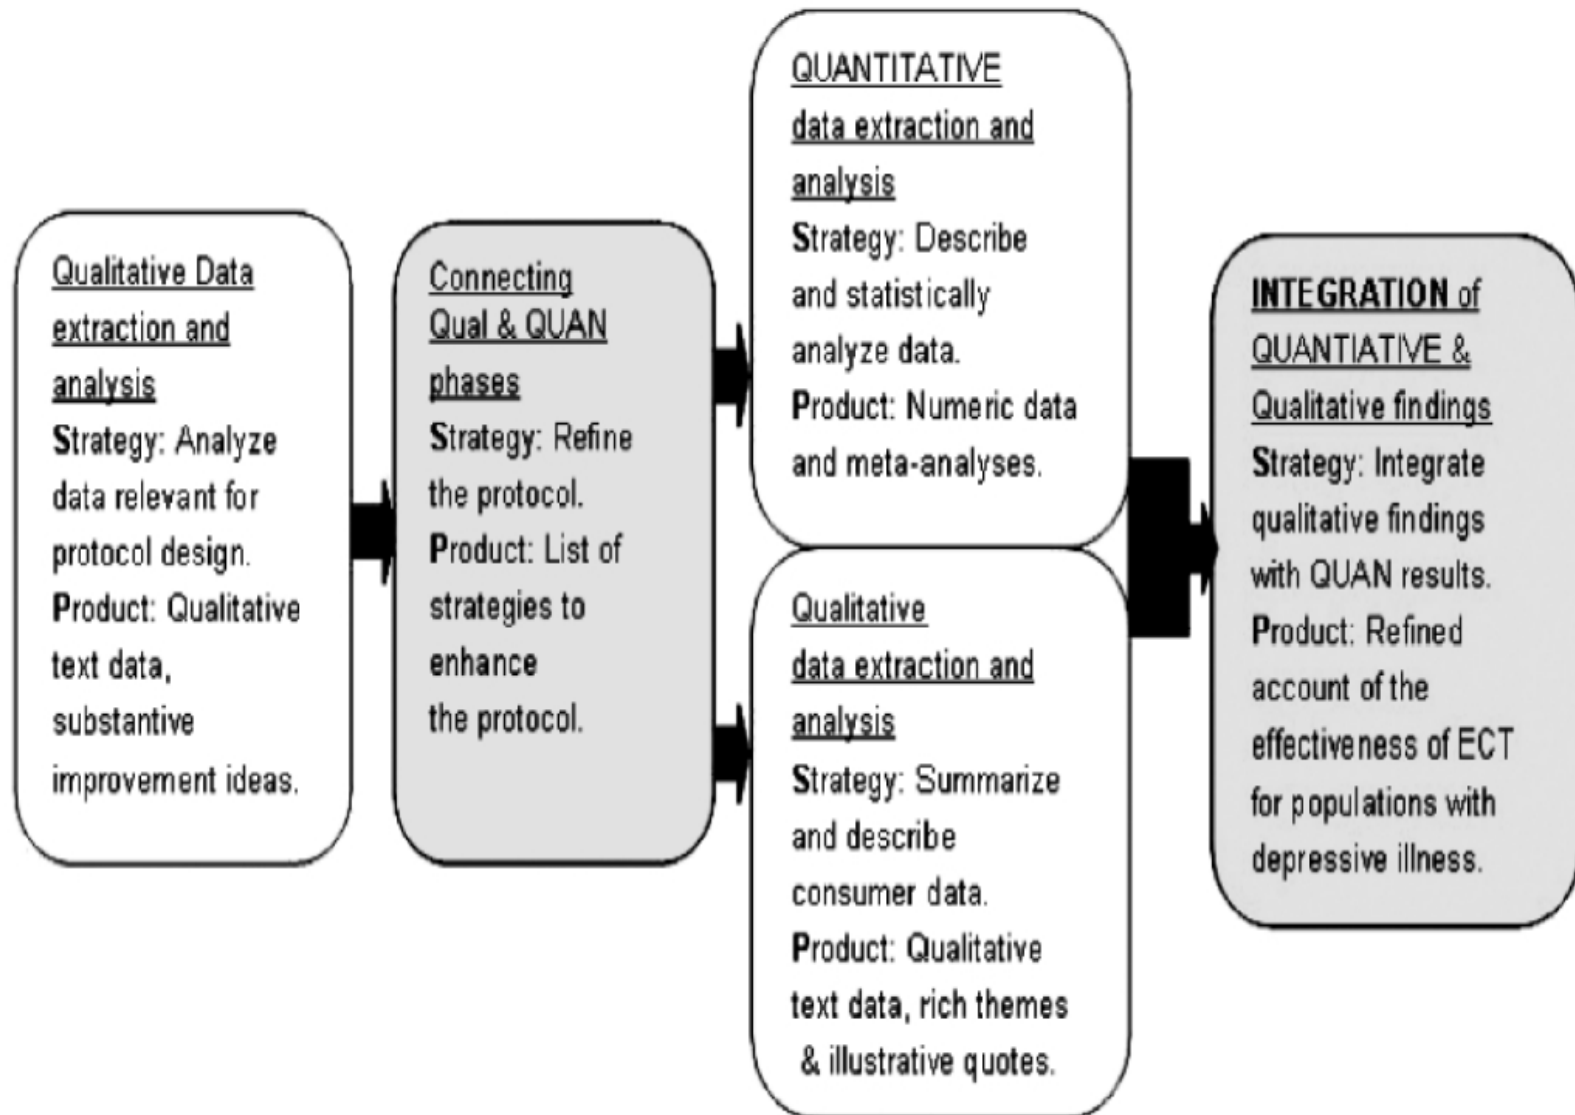 Qualitative Data
extraction and
analysis
Strategy: Analyze
data relevant for
protocol design.
Product: Qualitative
text data,
substantive
improvement ideas.
Connecting
Qual & QUAN
phases
Strategy: Refine
the protocol.
Product: List of
strategies to
enhance
the protocol.
QUANTITATIVE
data extraction and
analysis
Strategy: Describe
and statistically
analyze data.
Product: Numeric data
and meta-analyses.
Qualitative
data extraction and
analysis
Strategy: Summarize
and describe
consumer data.
Product: Qualitative
text data, rich themes
& illustrative quotes.
INTEGRATION of
QUANTIATIVE &
Qualitative findings
Strategy: Integrate
qualitative findings
with QUAN results.
Product: Refined
account of the
effectiveness of ECT
for populations with
depressive illness.